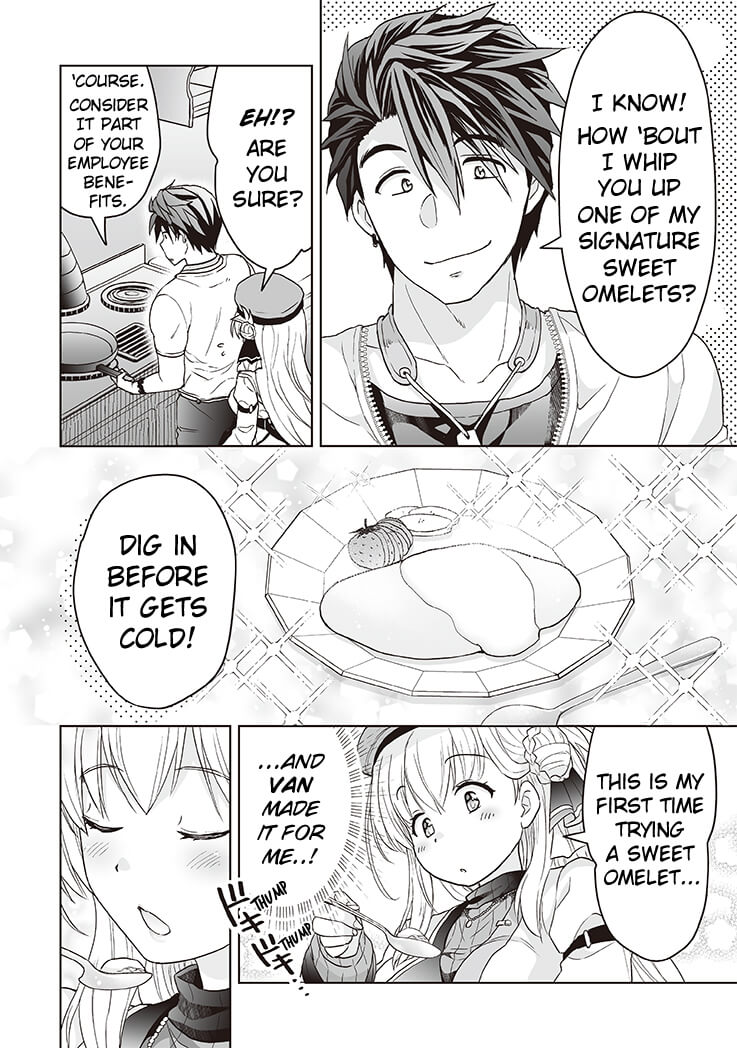 I KNOW!
HOW 'BOUT
I WHIP
YOU UP
ONE OF MY
SIGNATURE
SWEET
OMELETS?
EH!?
ARE
YOU
SURE?
'COURSE.
CONSIDER
IT PART
OF YOUR
EMPLOYEE
BENE-
FITS.
DIG IN
BEFORE
IT GETS
COLD!
THIS IS MY
FIRST TIME
TRYING
A SWEET
OMELET...
...AND
VAN
MADE
IT FOR
ME..!
ドキ
THUMP
ドキ...
THUMP